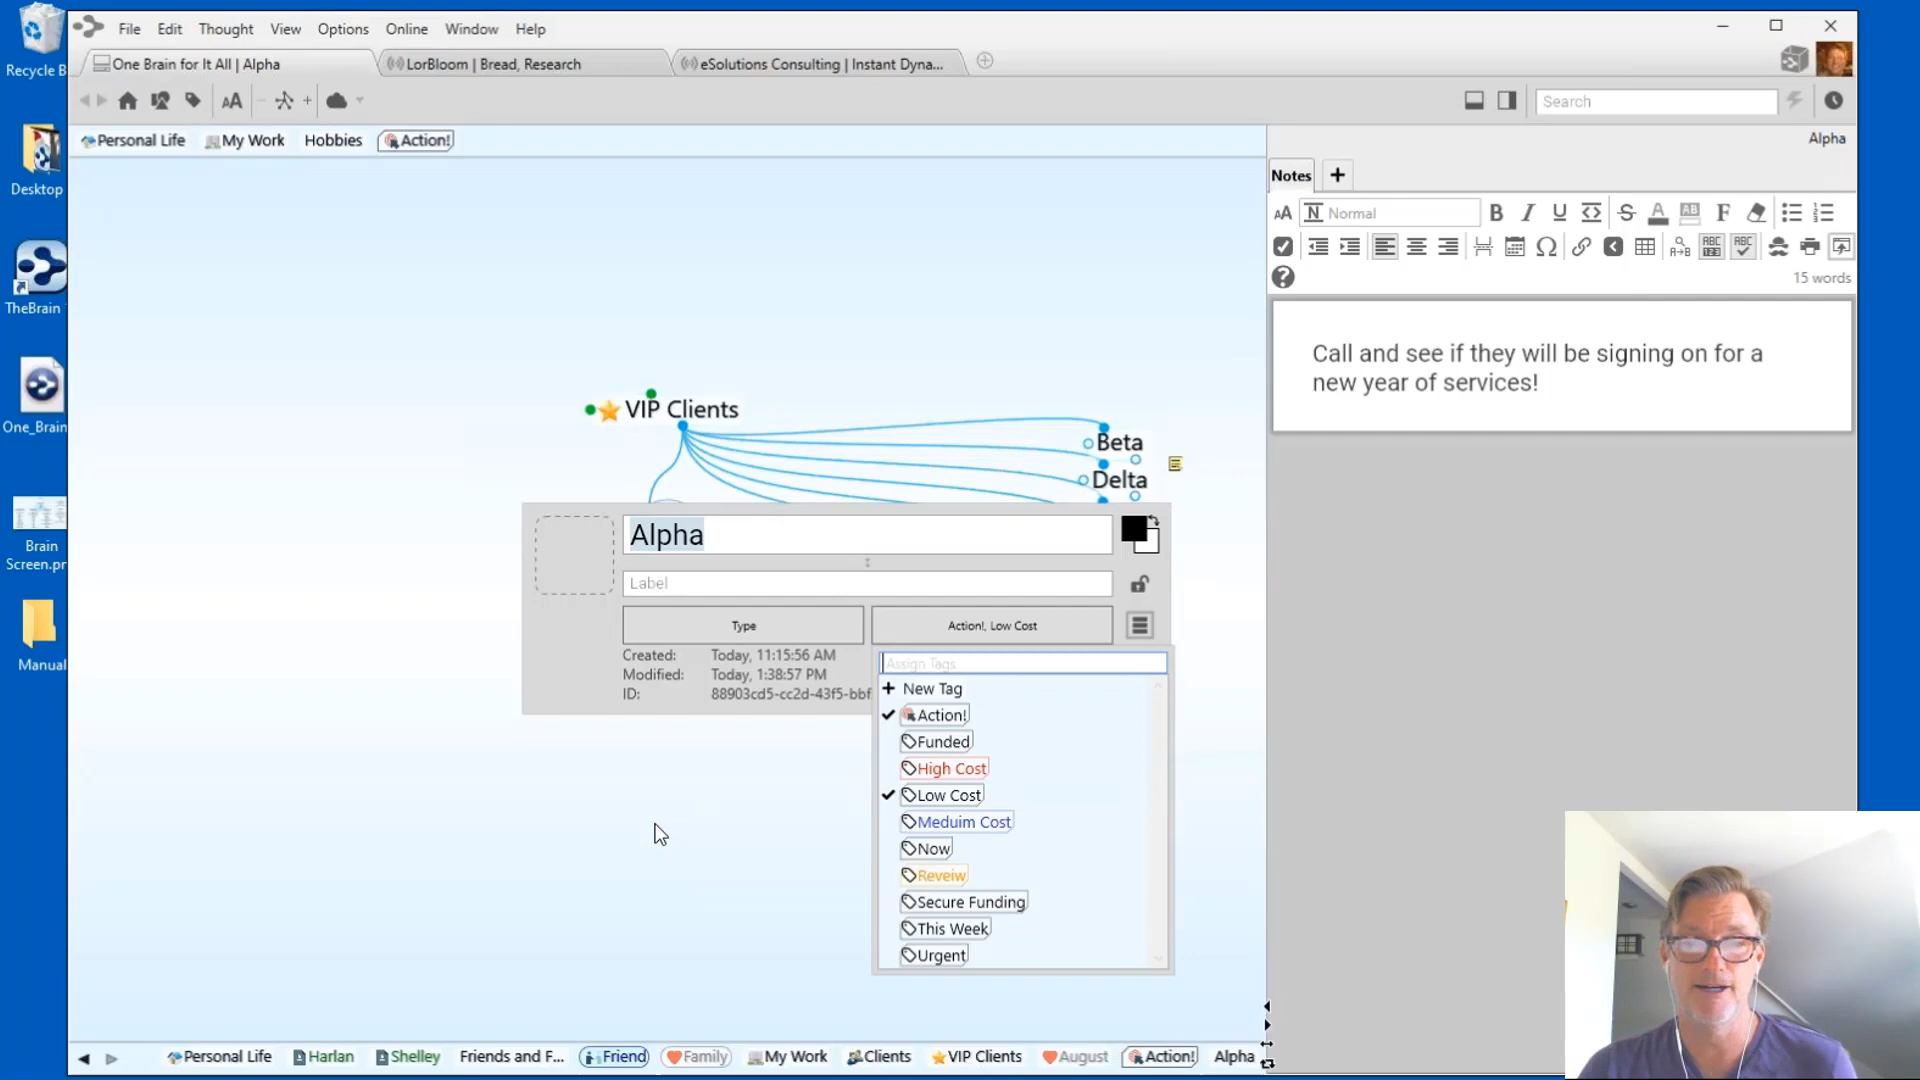 Recycle B
Desktop
TheBrain
One_Brain
Brain
Screen.pr
Manual
File Edit Thought View Options Online Window Help
One Brain for It All | Alpha
LorBloom | Bread, Research
eSolutions Consulting | Instant Dyna...
AA
Search
Personal Life My Work Hobbies Action!
Alpha
Notes
AA N Normal B I U S A AB F
A→B ABC 123 ABC
15 words
Call and see if they will be signing on for a
new year of services!
VIP Clients
Beta
Delta
Alpha
Label
Type
Action!, Low Cost
Created: Today, 11:15:56 AM
Modified: Today, 1:38:57 PM
ID: 88903cd5-cc2d-43f5-bbf
Assign Tags
New Tag
Action!
Funded
High Cost
Low Cost
Meduim Cost
Now
Reveiw
Secure Funding
This Week
Urgent
Personal Life Harlan Shelley Friends and F... Friend Family My Work Clients VIP Clients August Action! Alpha